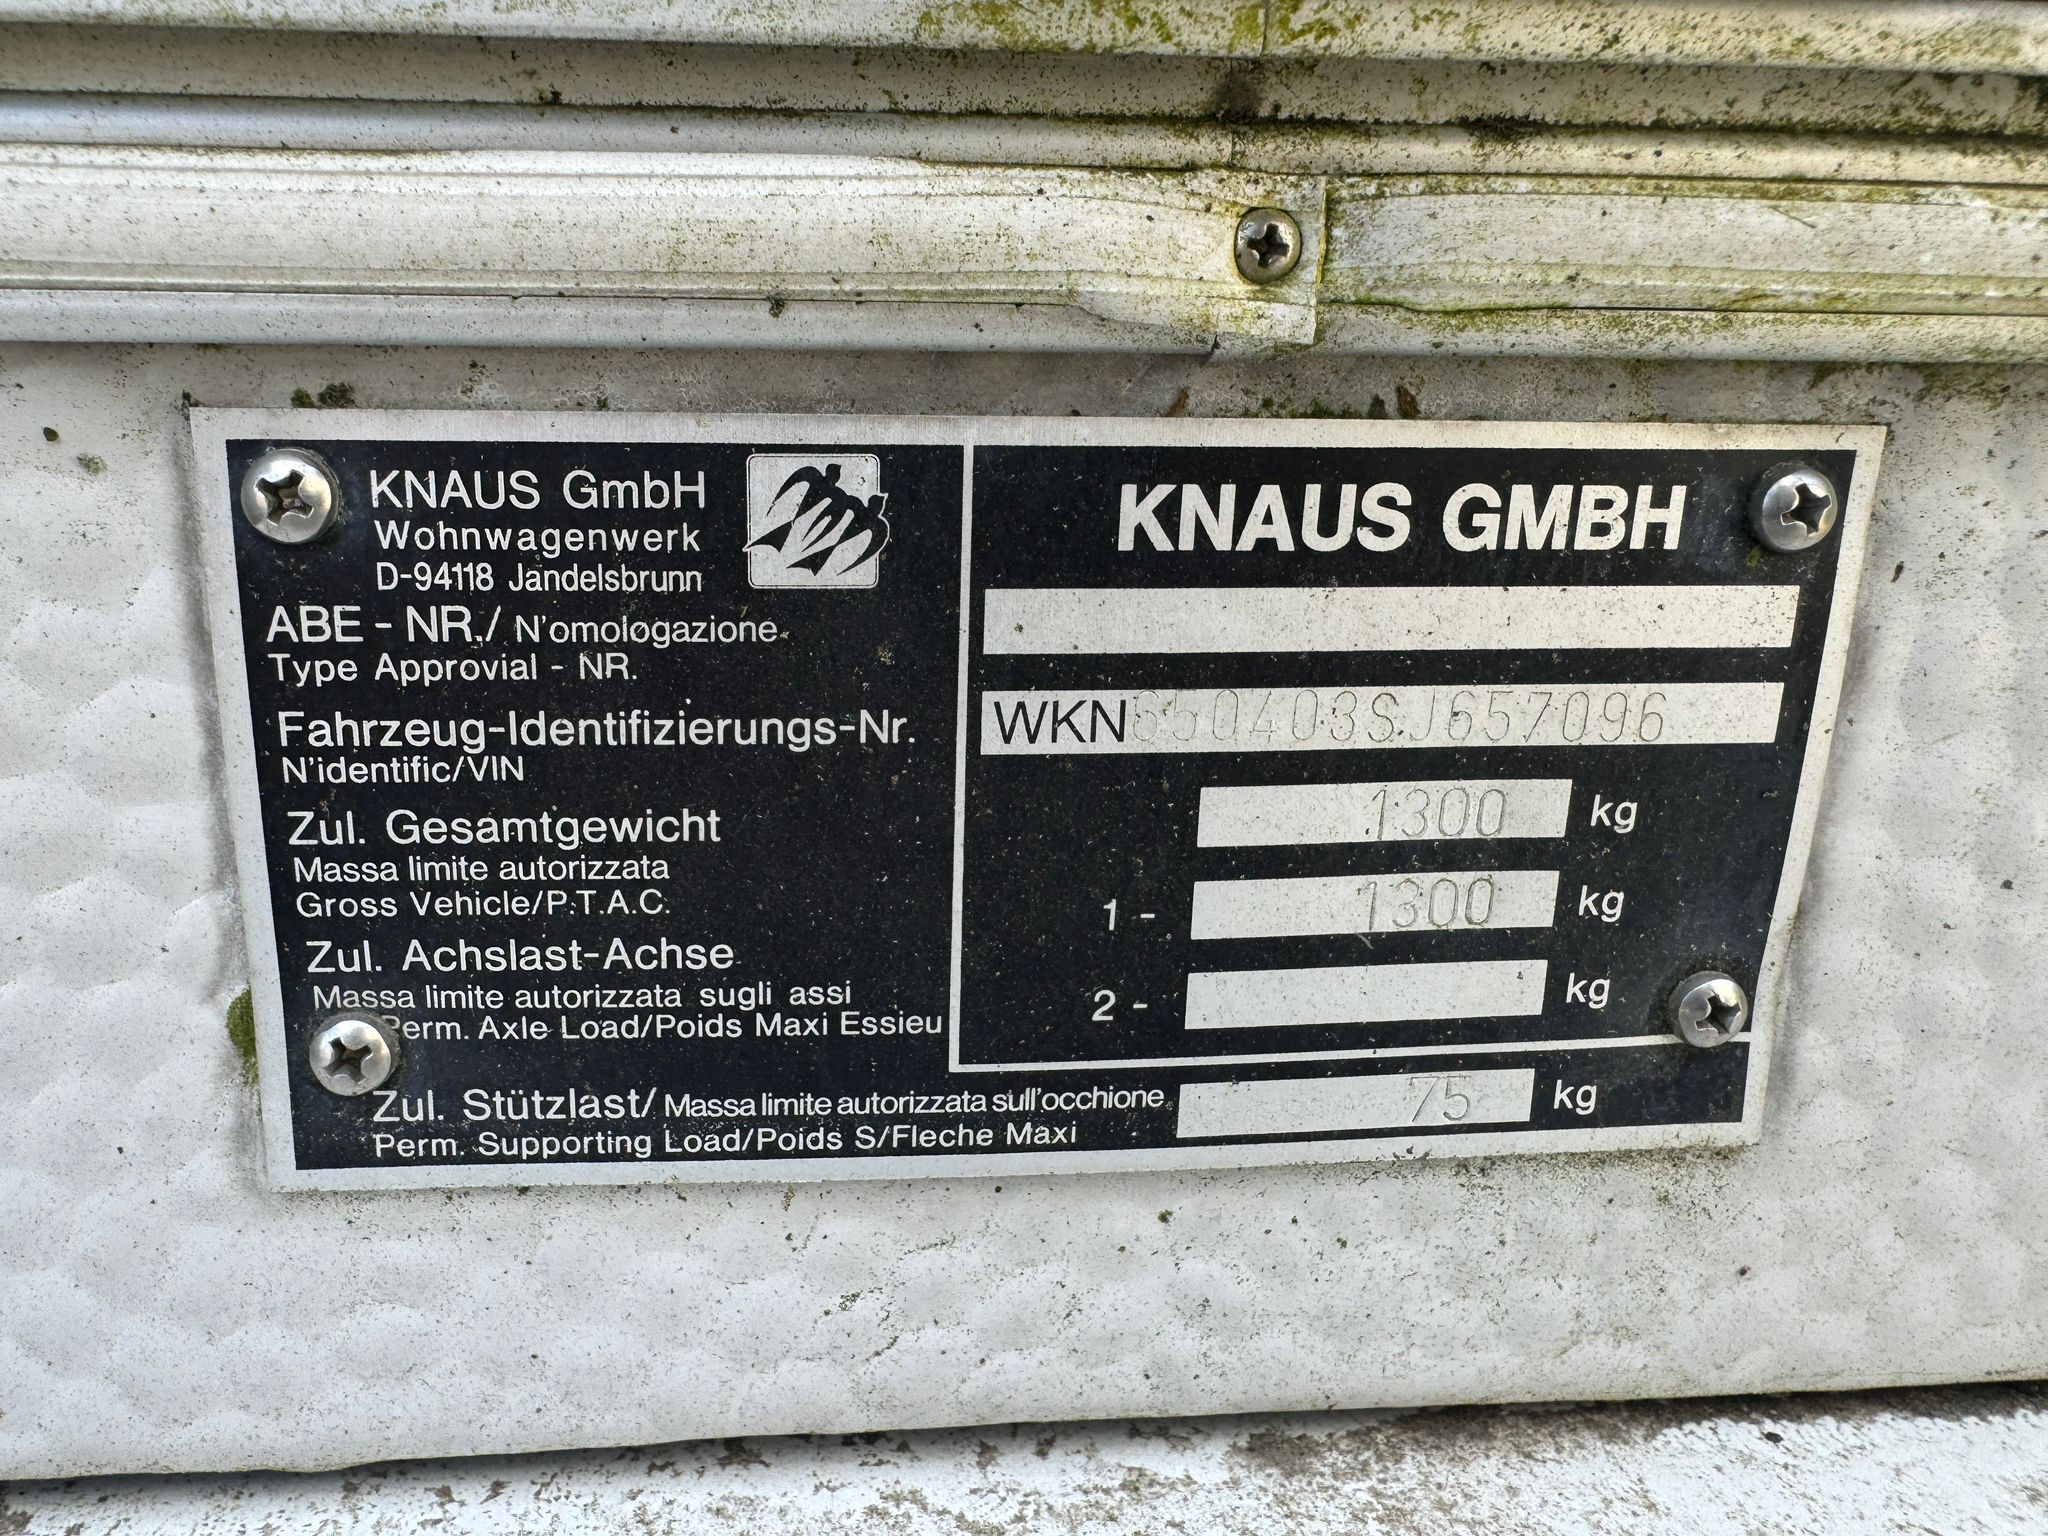 KNAUS GmbH
Wohnwagenwerk
D-94118 Jandelsbrunn
KNAUS GMBH
ABE - NR./ N'omologazione
Type Approvial - NR.
Fahrzeug-Identifizierungs-Nr.
N'identific/VIN
WKN650403SJ657096
Zul. Gesamtgewicht
Massa limite autorizzata
Gross Vehicle/P.T.A.C.
1300 kg
Zul. Achslast-Achse
Massa limite autorizzata sugli assi
Perm. Axle Load/Poids Maxi Essieu
1 - 1300 kg
2 - kg
Zul. Stützlast/ Massa limite autorizzata sull'occhione
Perm. Supporting Load/Poids S/Fleche Maxi
75 kg